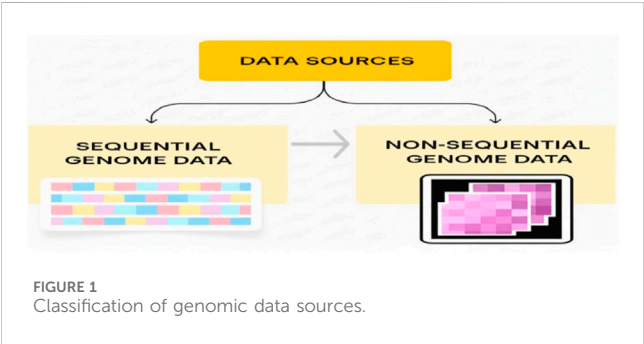 DATA SOURCES
SEQUENTIAL
GENOME DATA
NON-SEQUENTIAL
GENOME DATA
FIGURE 1
Classification of genomic data sources.